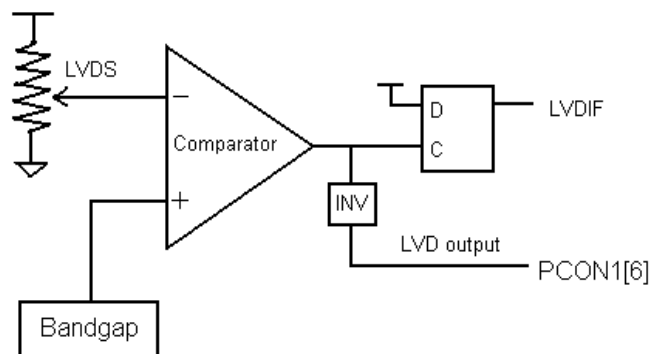 LVDS
−
Comparator
+
D
C
LVDIF
INV
LVD output
PCON1[6]
Bandgap